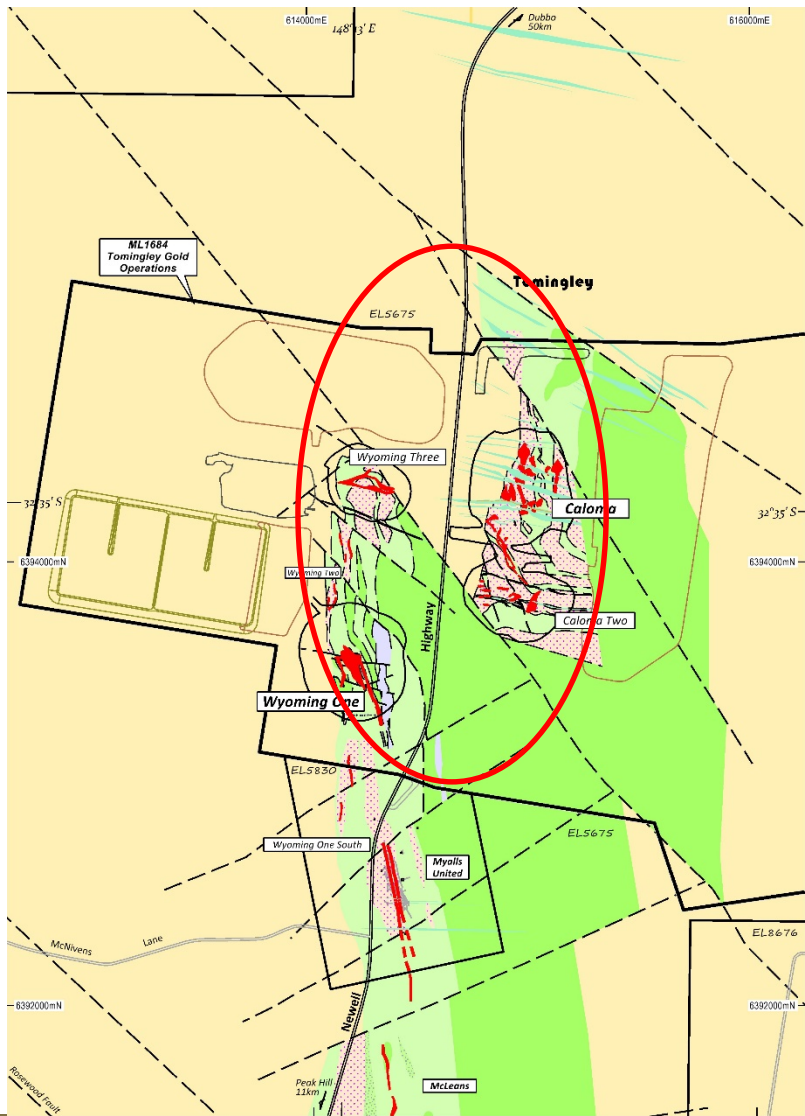 614000mE
616000mE
148°13' E
Dubbo
50km
ML1684
Tomingley Gold
Operations
Tomingley
EL5675
Wyoming Three
32°35' S
Caloma
32°35' S
6394000mN
6394000mN
Wyoming Two
Caloma Two
Highway
Wyoming One
EL5830
EL5675
Wyoming One South
Myalls
United
McNivens
Lane
EL8676
6392000mN
6392000mN
Newell
Rosewood Fault
Peak Hill
11km
McLeans